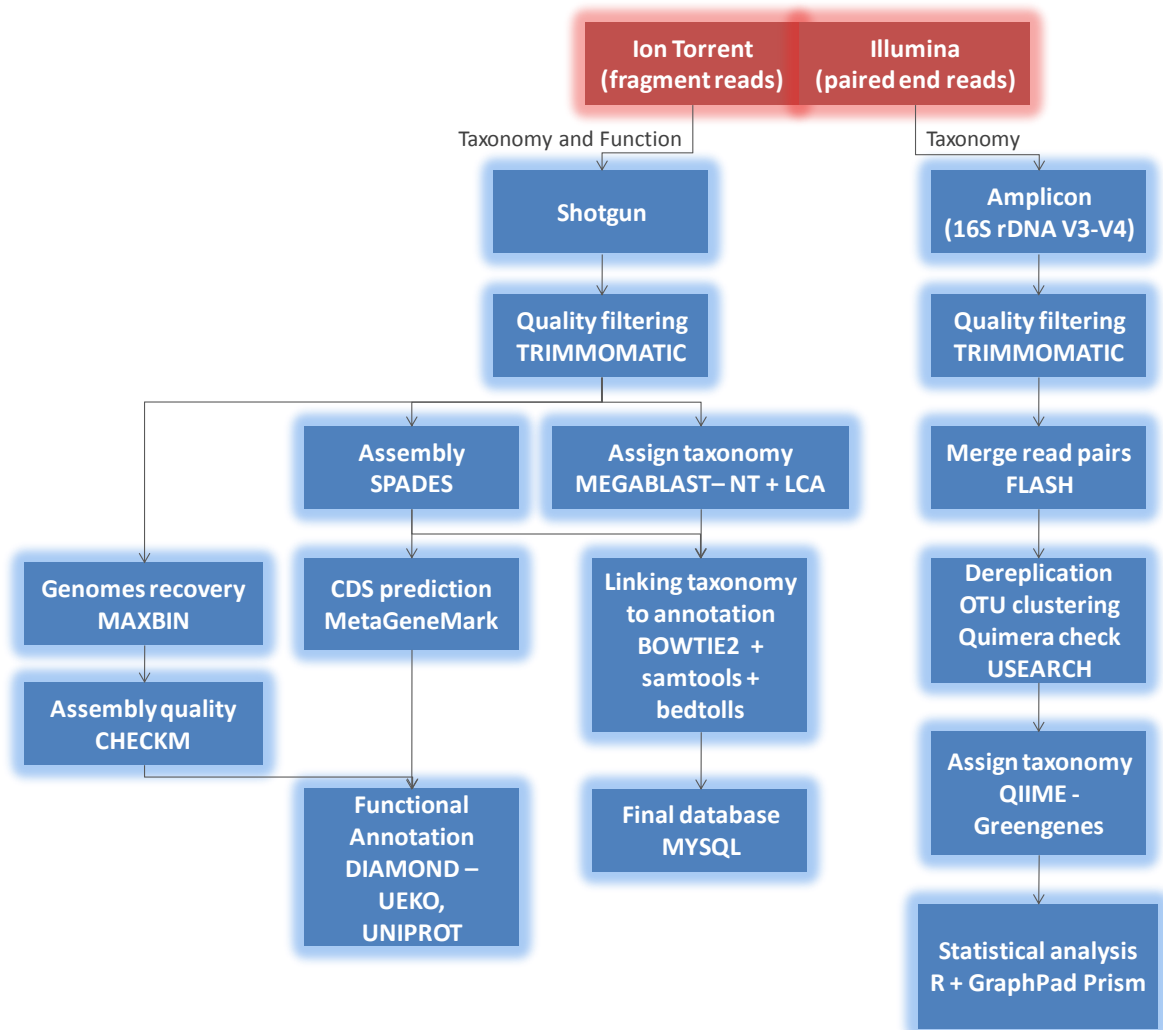 Ion Torrent
(fragment reads)
Illumina
(paired end reads)
Taxonomy and Function
Taxonomy
Shotgun
Amplicon
(16S rDNA V3-V4)
Quality filtering
TRIMMOMATIC
Quality filtering
TRIMMOMATIC
Assembly
SPADES
Assign taxonomy
MEGABLAST– NT + LCA
Merge read pairs
FLASH
Genomes recovery
MAXBIN
CDS prediction
MetaGeneMark
Linking taxonomy
to annotation
BOWTIE2 +
samtools +
bedtolls
Dereplication
OTU clustering
Quimera check
USEARCH
Assembly quality
CHECKM
Functional
Annotation
DIAMOND –
UEKO,
UNIPROT
Final database
MYSQL
Assign taxonomy
QIIME -
Greengenes
Statistical analysis
R + GraphPad Prism